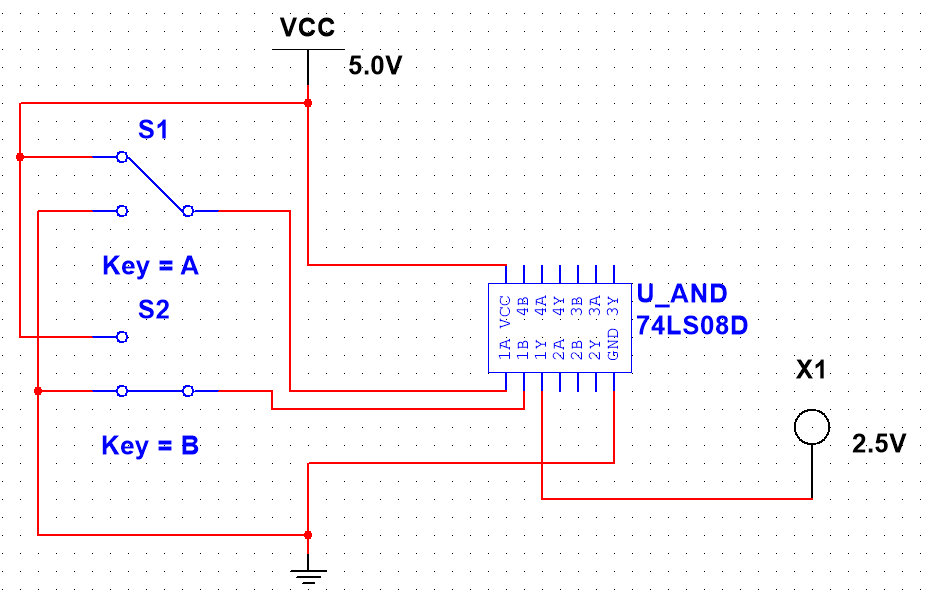 VCC
5.0V
S1
Key = A
S2
Key = B
VCC 4B 4A 4Y 3B 3A 3Y
1A 1B 1Y 2A 2B 2Y GND
U_AND
74LS08D
X1
2.5V